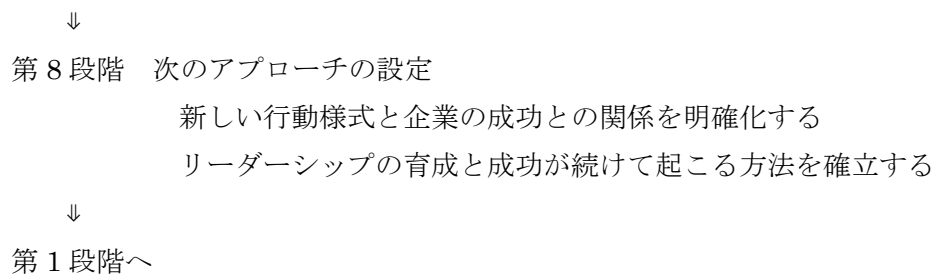 ⇓
第 8 段階　次のアプローチの設定
新しい行動様式と企業の成功との関係を明確化する
リーダーシップの育成と成功が続けて起こる方法を確立する
⇓
第 1 段階へ